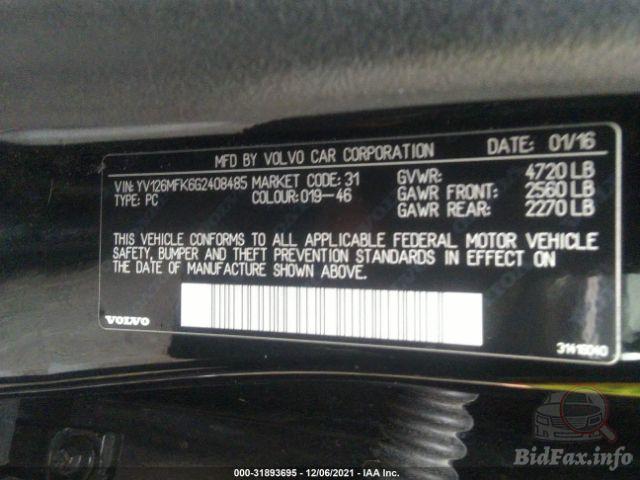 MFD BY VOLVO CAR CORPORATION DATE: 01/16
VIN: YV126MFK6G2408485 MARKET CODE: 31 GVWR: 4720 LB
TYPE: PC COLOUR: 019-46 GAWR FRONT: 2560 LB
GAWR REAR: 2270 LB
THIS VEHICLE CONFORMS TO ALL APPLICABLE FEDERAL MOTOR VEHICLE
SAFETY, BUMPER AND THEFT PREVENTION STANDARDS IN EFFECT ON
THE DATE OF MANUFACTURE SHOWN ABOVE.
VOLVO 31416040
BidFax.info
000-31893695 - 12/06/2021 - IAA Inc.